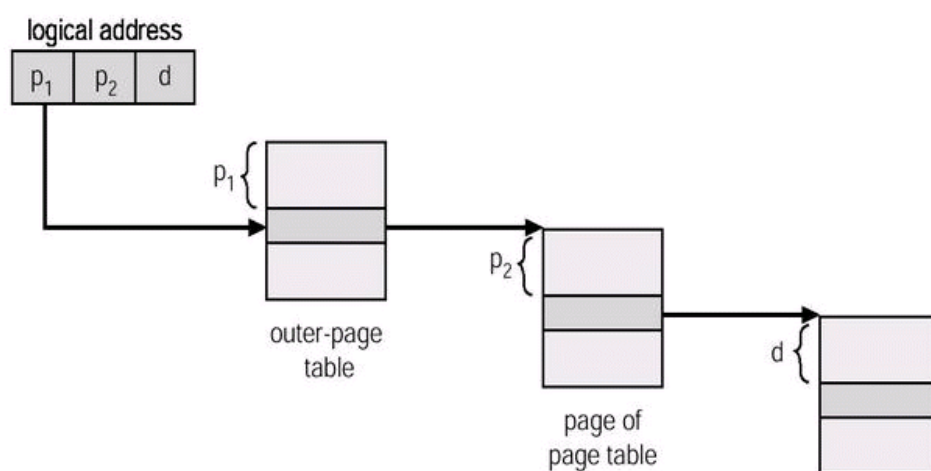 logical address
p₁ p₂ d
p₁
outer-page
table
p₂
page of
page table
d